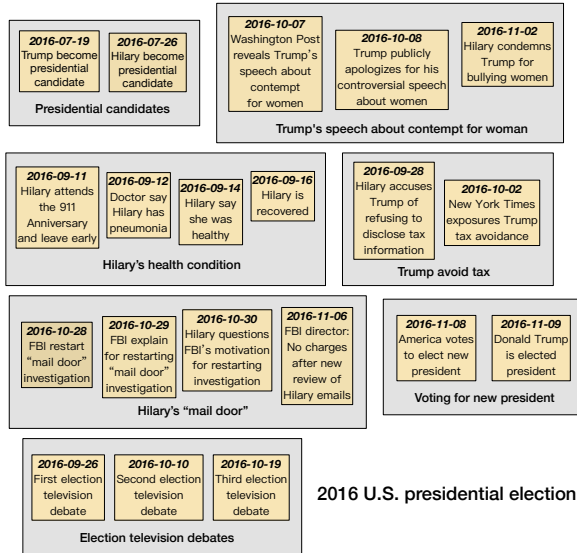 2016-07-19
Trump become
presidential
candidate
2016-07-26
Hilary become
presidential
candidate
Presidential candidates
2016-10-07
Washington Post
reveals Trump's
speech about
contempt
for women
2016-10-08
Trump publicly
apologizes for his
controversial speech
about women
2016-11-02
Hilary condemns
Trump for
bullying women
Trump's speech about contempt for woman
2016-09-11
Hilary attends
the 911
Anniversary
and leave early
2016-09-12
Doctor say
Hilary has
pneumonia
2016-09-14
Hilary say
she was
healthy
2016-09-16
Hilary is
recovered
Hilary's health condition
2016-09-28
Hilary accuses
Trump of
refusing to
disclose tax
information
2016-10-02
New York Times
exposures Trump
tax avoidance
Trump avoid tax
2016-10-28
FBI restart
“mail door”
investigation
2016-10-29
FBI explain
for restarting
“mail door”
investigation
2016-10-30
Hilary questions
FBI's motivation
for restarting
investigation
2016-11-06
FBI director:
No charges
after new
review of
Hilary emails
Hilary's “mail door”
2016-11-08
America votes
to elect new
president
2016-11-09
Donald Trump
is elected
president
Voting for new president
2016-09-26
First election
television
debate
2016-10-10
Second election
television
debate
2016-10-19
Third election
television
debate
Election television debates
2016 U.S. presidential election